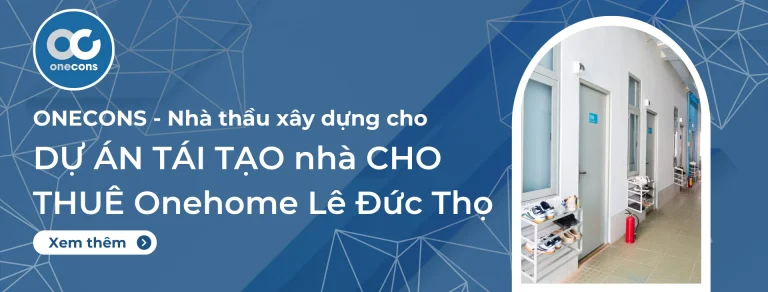 onecons
ONECONS - Nhà thầu xây dựng cho
DỰ ÁN TÁI TẠO nhà CHO
THUÊ Onehome Lê Đức Thọ
Xem thêm